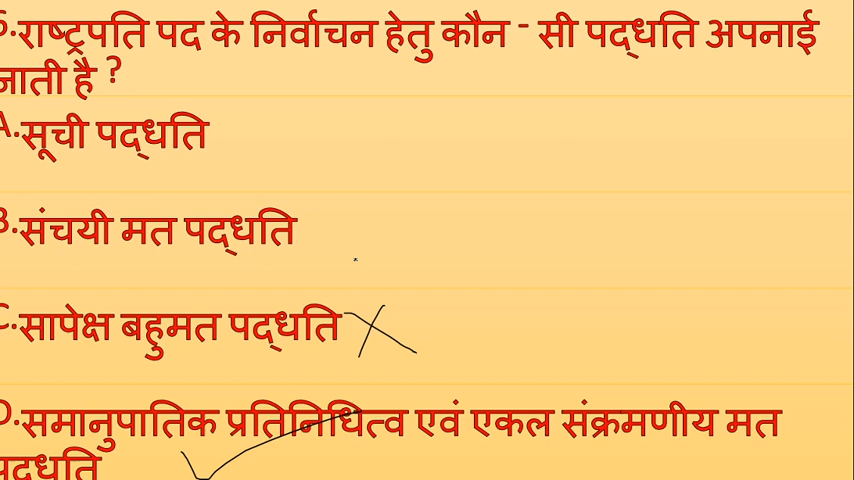 5.राष्ट्रपति पद के निर्वाचन हेतु कौन - सी पद्धति अपनाई
जाती है ?
A.सूची पद्धति
B.संचयी मत पद्धति
C.सापेक्ष बहुमत पद्धति
D.समानुपातिक प्रतिनिधित्व एवं एकल संक्रमणीय मत
पद्धति